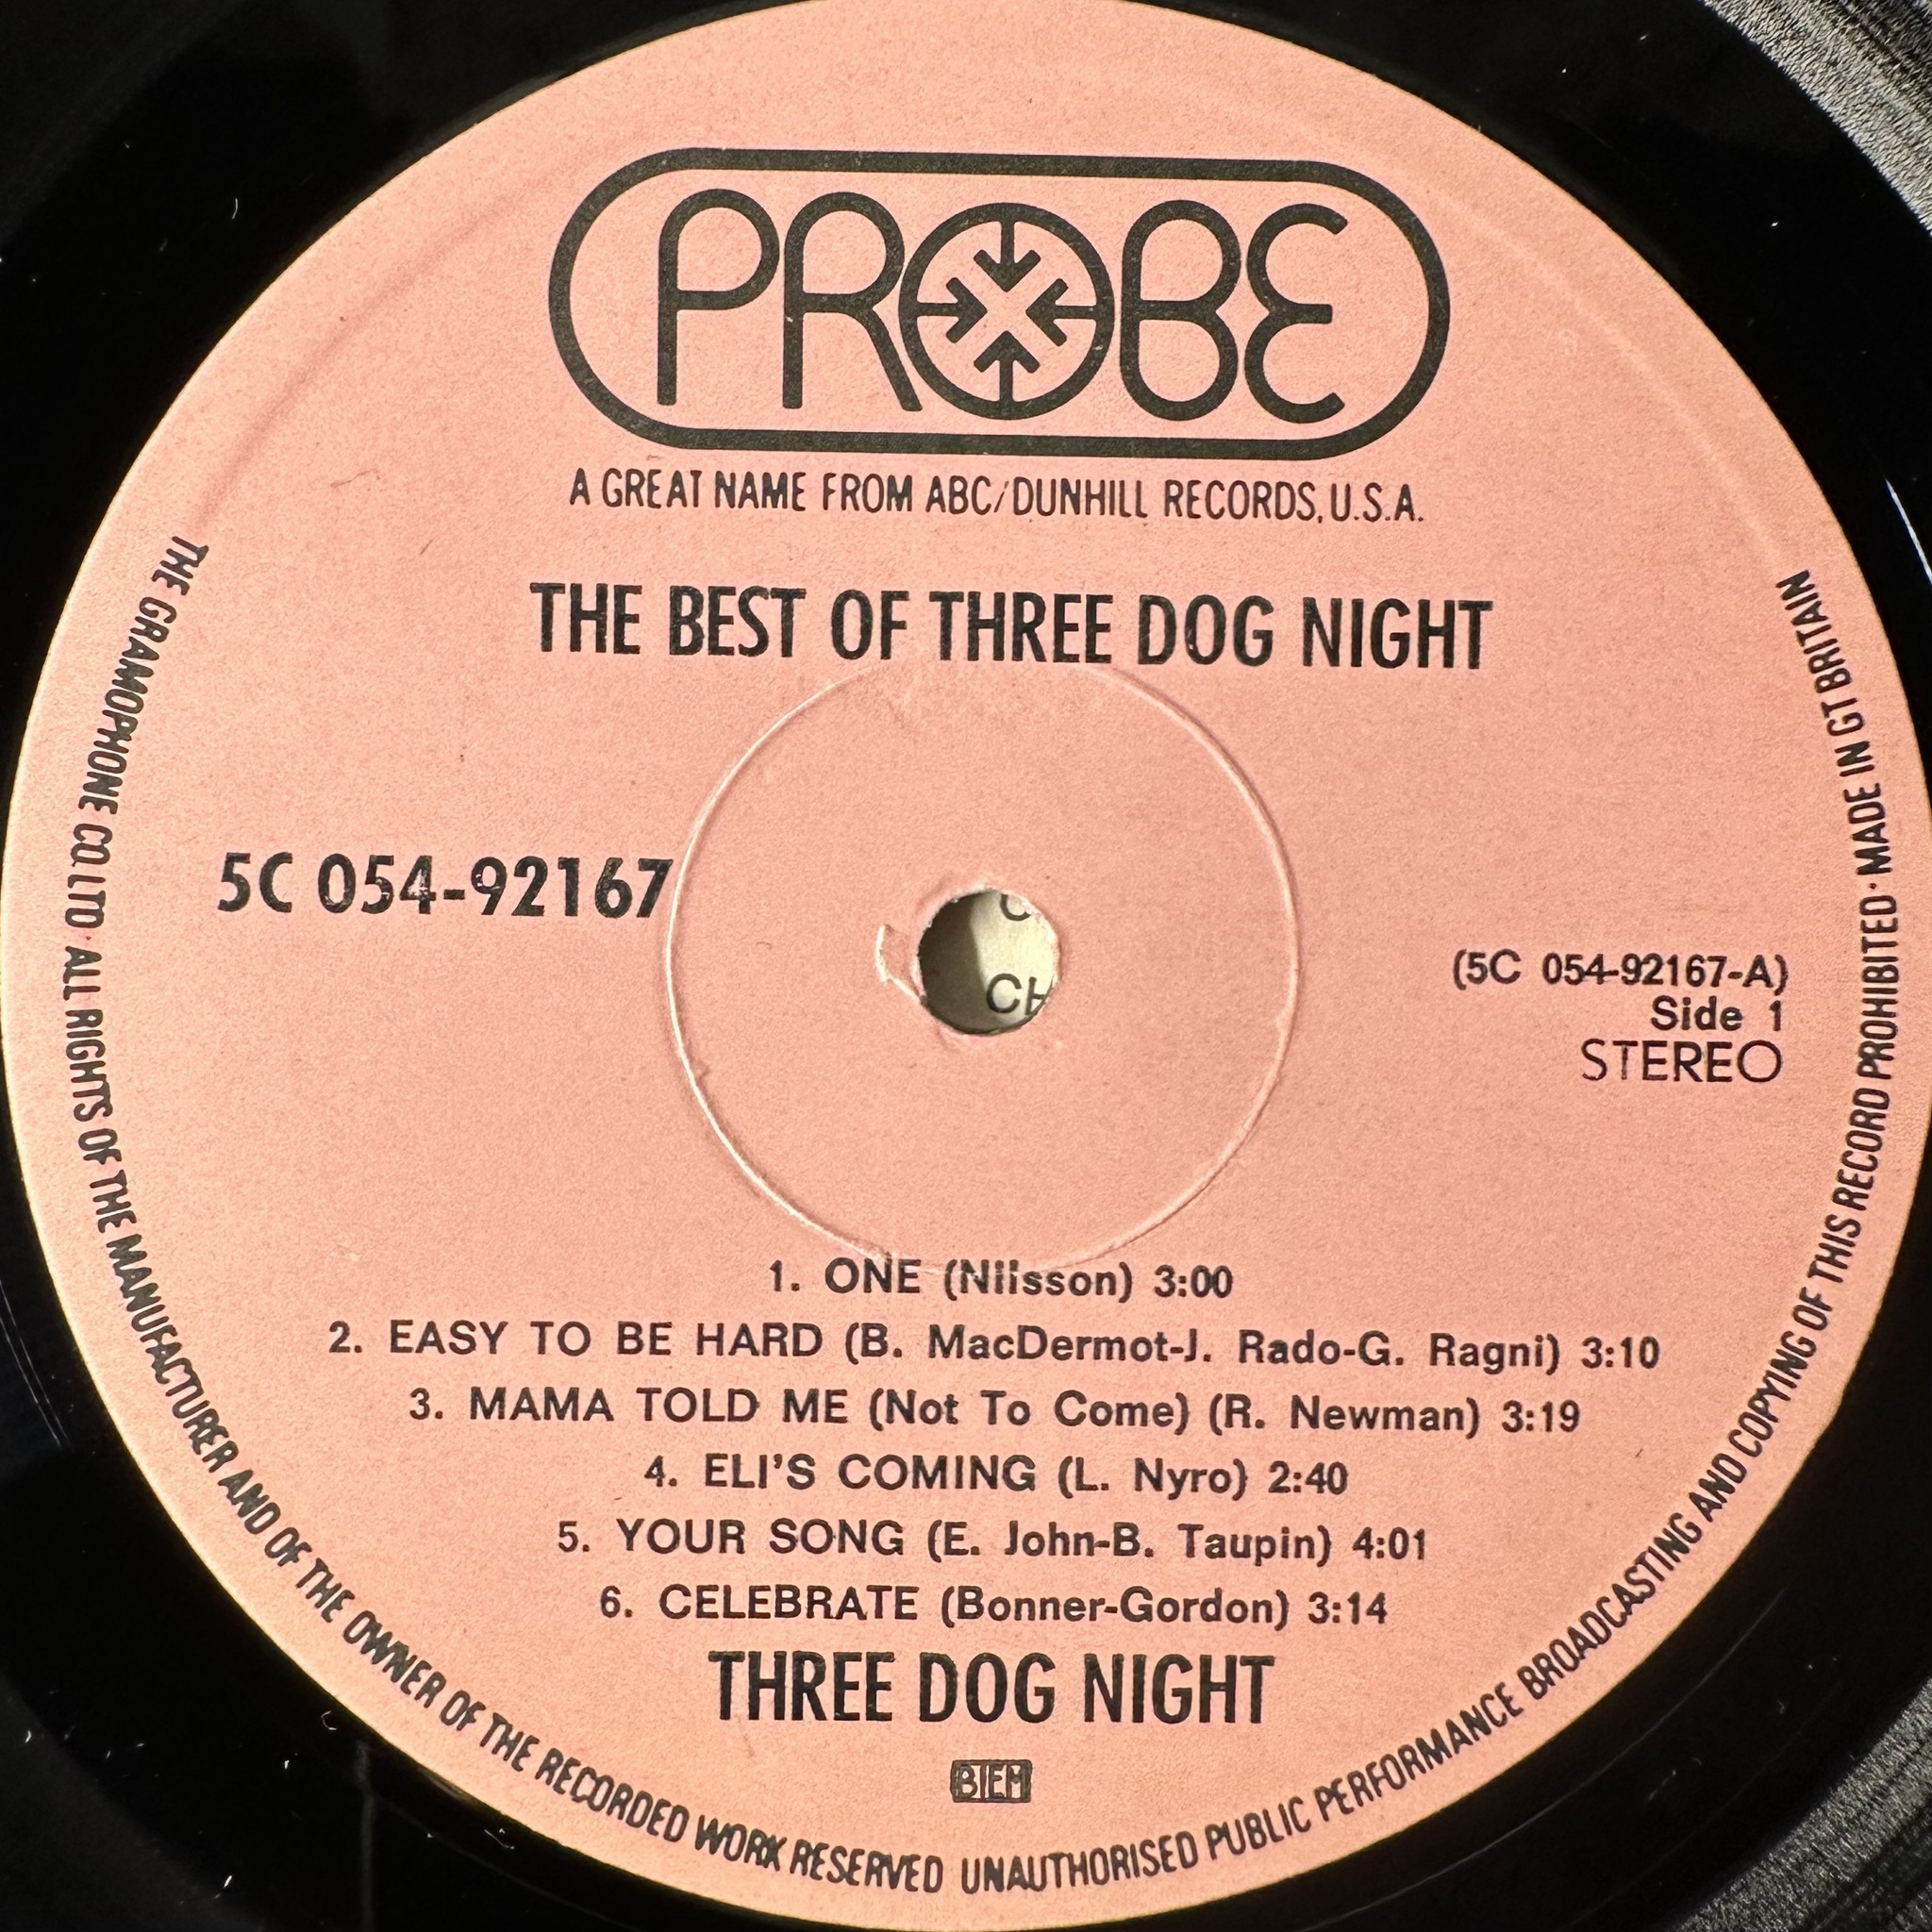 PROBE
A GREAT NAME FROM ABC/DUNHILL RECORDS, U.S.A.
THE BEST OF THREE DOG NIGHT
5C 054-92167
(5C 054-92167-A)
Side 1
STEREO
1. ONE (Nilsson) 3:00
2. EASY TO BE HARD (B. MacDermot-J. Rado-G. Ragni) 3:10
3. MAMA TOLD ME (Not To Come) (R. Newman) 3:19
4. ELI'S COMING (L. Nyro) 2:40
5. YOUR SONG (E. John-B. Taupin) 4:01
6. CELEBRATE (Bonner-Gordon) 3:14
THREE DOG NIGHT
BIEM
THE GRAMOPHONE CO. LTD · ALL RIGHTS OF THE MANUFACTURER AND OF THE OWNER OF THE RECORDED WORK RESERVED UNAUTHORISED PUBLIC PERFORMANCE BROADCASTING AND COPYING OF THIS RECORD PROHIBITED · MADE IN GT BRITAIN